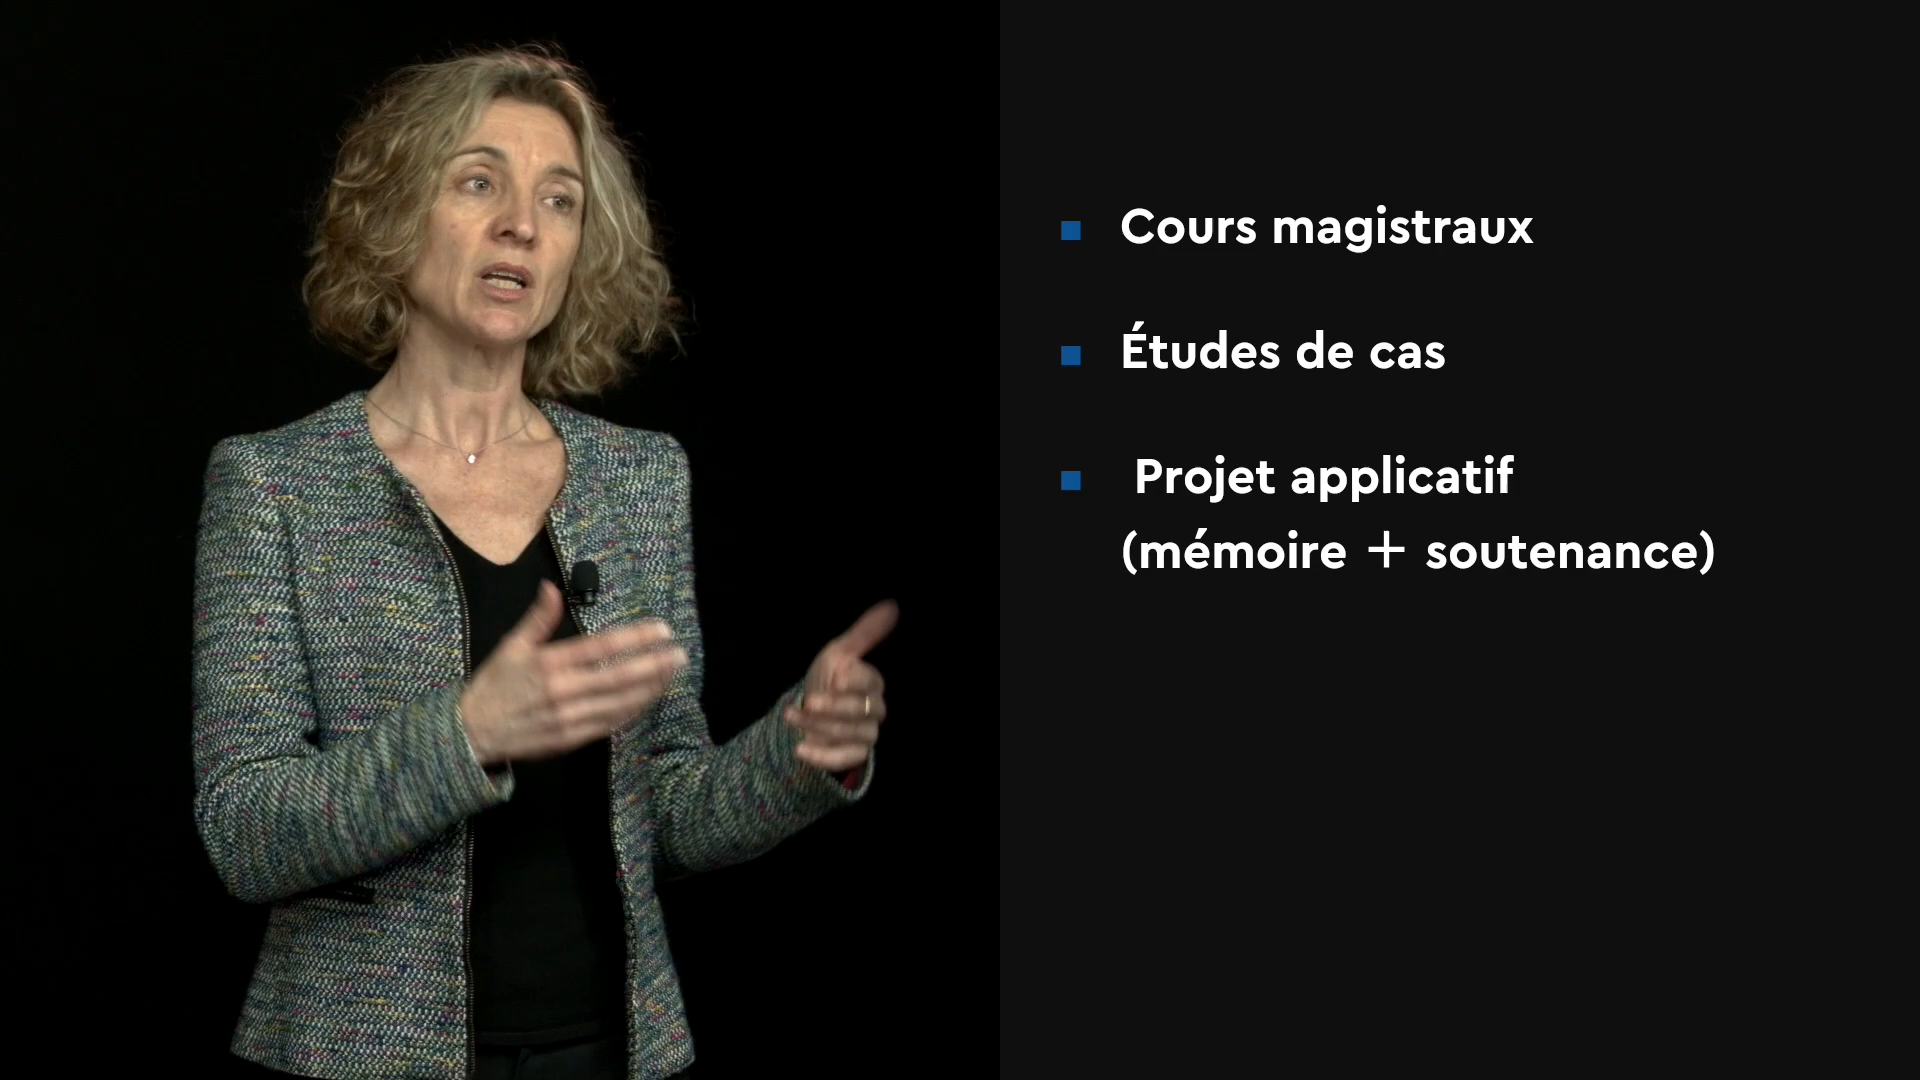 Cours magistraux
Études de cas
Projet applicatif
(mémoire + soutenance)